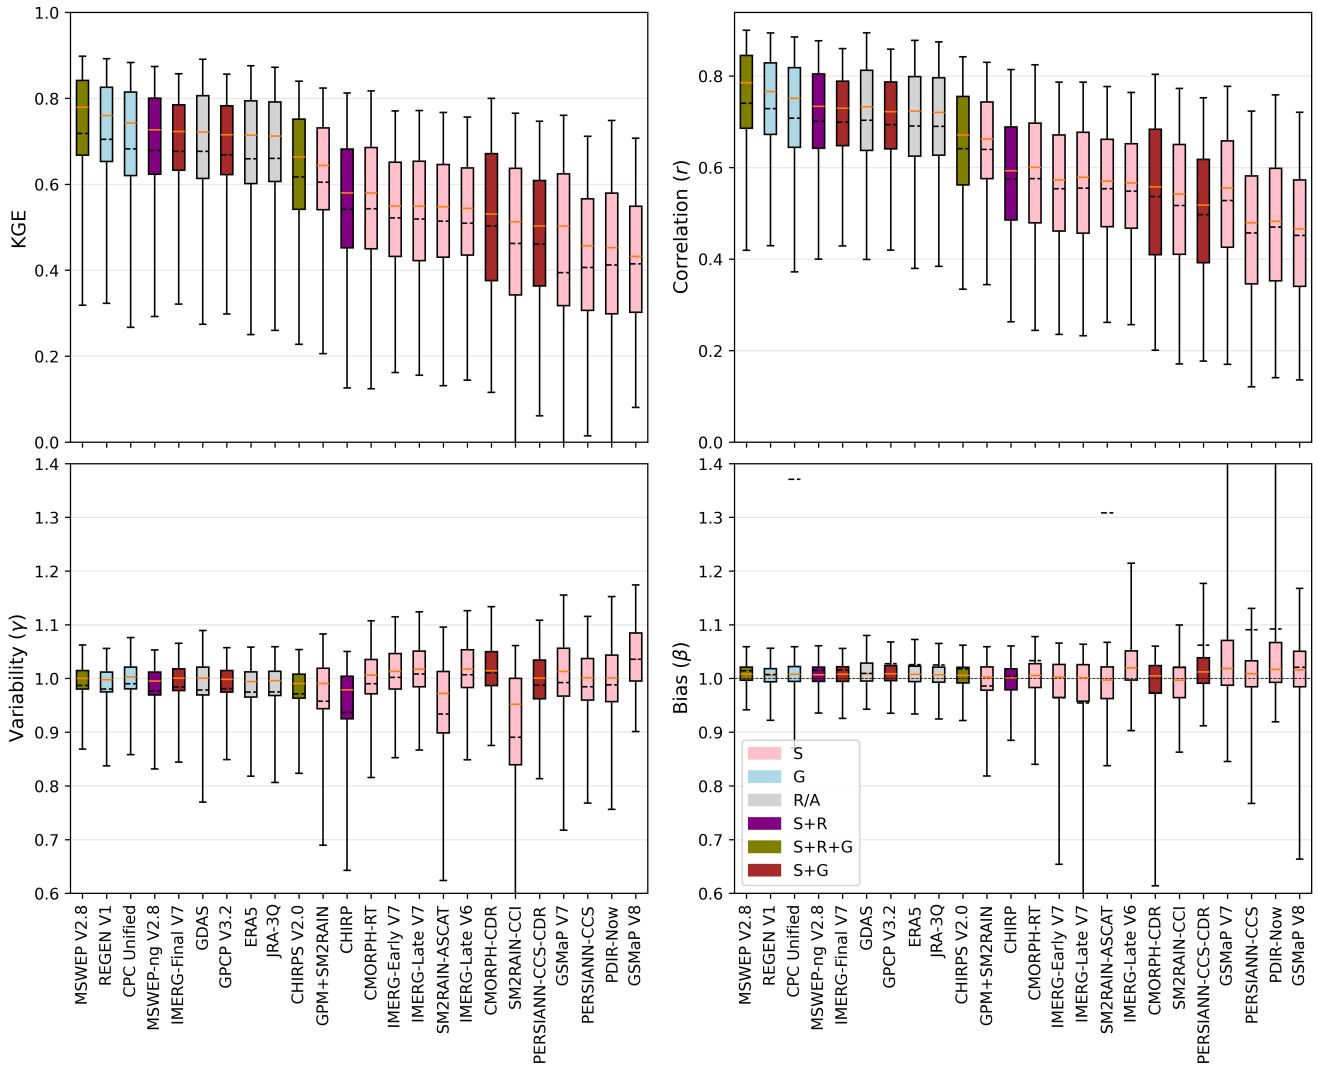 1.0
0.8
0.6
0.4
0.2
0.0
KGE
0.8
0.6
0.4
0.2
0.0
Correlation (r)
1.4
1.3
1.2
1.1
1.0
0.9
0.8
0.7
0.6
Variability (γ)
1.4
1.3
1.2
1.1
1.0
0.9
0.8
0.7
0.6
Bias (β)
S
G
R/A
S+R
S+R+G
S+G
MSWEP V2.8
REGEN V1
CPC Unified
MSWEP-ng V2.8
IMERG-Final V7
GDAS
GPCP V3.2
ERA5
JRA-3Q
CHIRPS V2.0
GPM+SM2RAIN
CHIRP
CMORPH-RT
IMERG-Early V7
IMERG-Late V7
SM2RAIN-ASCAT
IMERG-Late V6
CMORPH-CDR
SM2RAIN-CCI
PERSIANN-CCS-CDR
GSMaP V7
PERSIANN-CCS
PDIR-Now
GSMaP V8
MSWEP V2.8
REGEN V1
CPC Unified
MSWEP-ng V2.8
IMERG-Final V7
GDAS
GPCP V3.2
ERA5
JRA-3Q
CHIRPS V2.0
GPM+SM2RAIN
CHIRP
CMORPH-RT
IMERG-Early V7
IMERG-Late V7
SM2RAIN-ASCAT
IMERG-Late V6
CMORPH-CDR
SM2RAIN-CCI
PERSIANN-CCS-CDR
GSMaP V7
PERSIANN-CCS
PDIR-Now
GSMaP V8